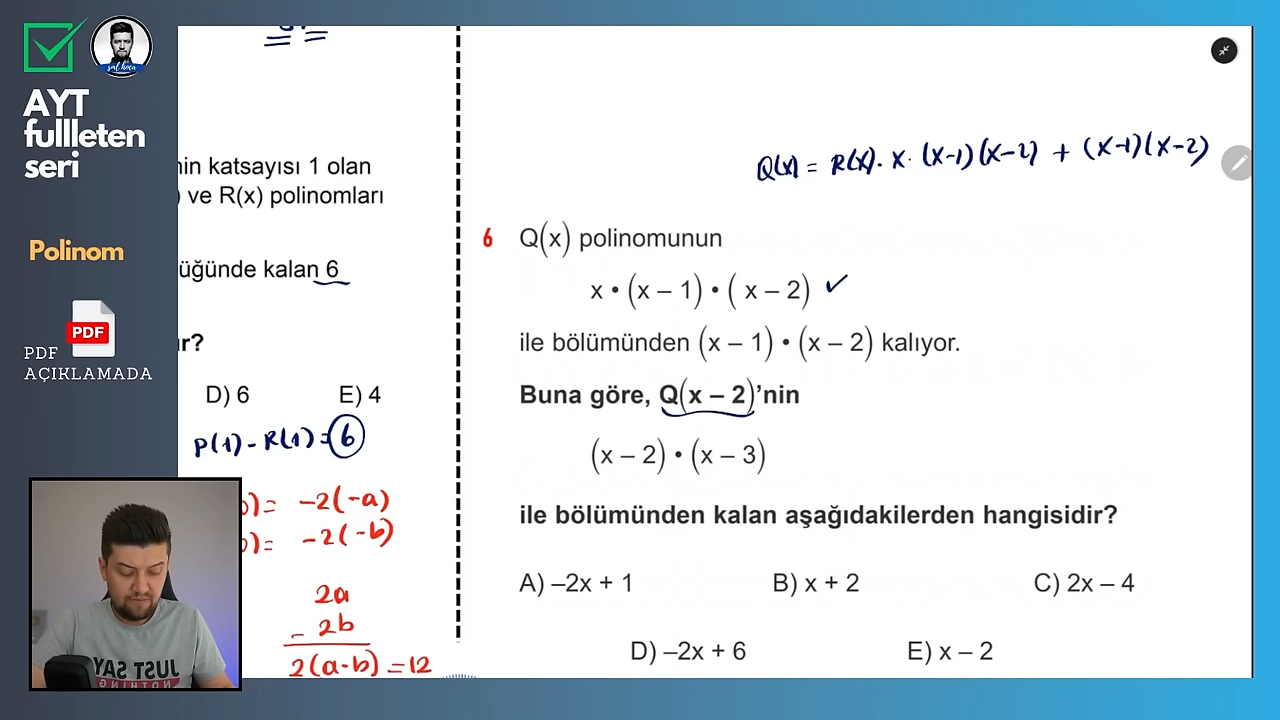 AYT
fullleten
seri
Polinom
PDF
PDF
AÇIKLAMADA
nin katsayısı 1 olan
) ve R(x) polinomları
üğünde kalan 6
ır?
D) 6
E) 4
P(1) - R(1) = 6
) = -2(-a)
) = -2(-b)
2a
- 2b
2(a-b) = 12
Q(x) = R(x) . x . (x-1)(x-2) + (x-1)(x-2)
6 Q(x) polinomunun
x • (x – 1) • ( x – 2) ✓
ile bölümünden (x – 1) • (x – 2) kalıyor.
Buna göre, Q(x – 2)’nin
(x – 2) • (x – 3)
ile bölümünden kalan aşağıdakilerden hangisidir?
A) –2x + 1
B) x + 2
C) 2x – 4
D) –2x + 6
E) x – 2
JUST SAY
NOTHING